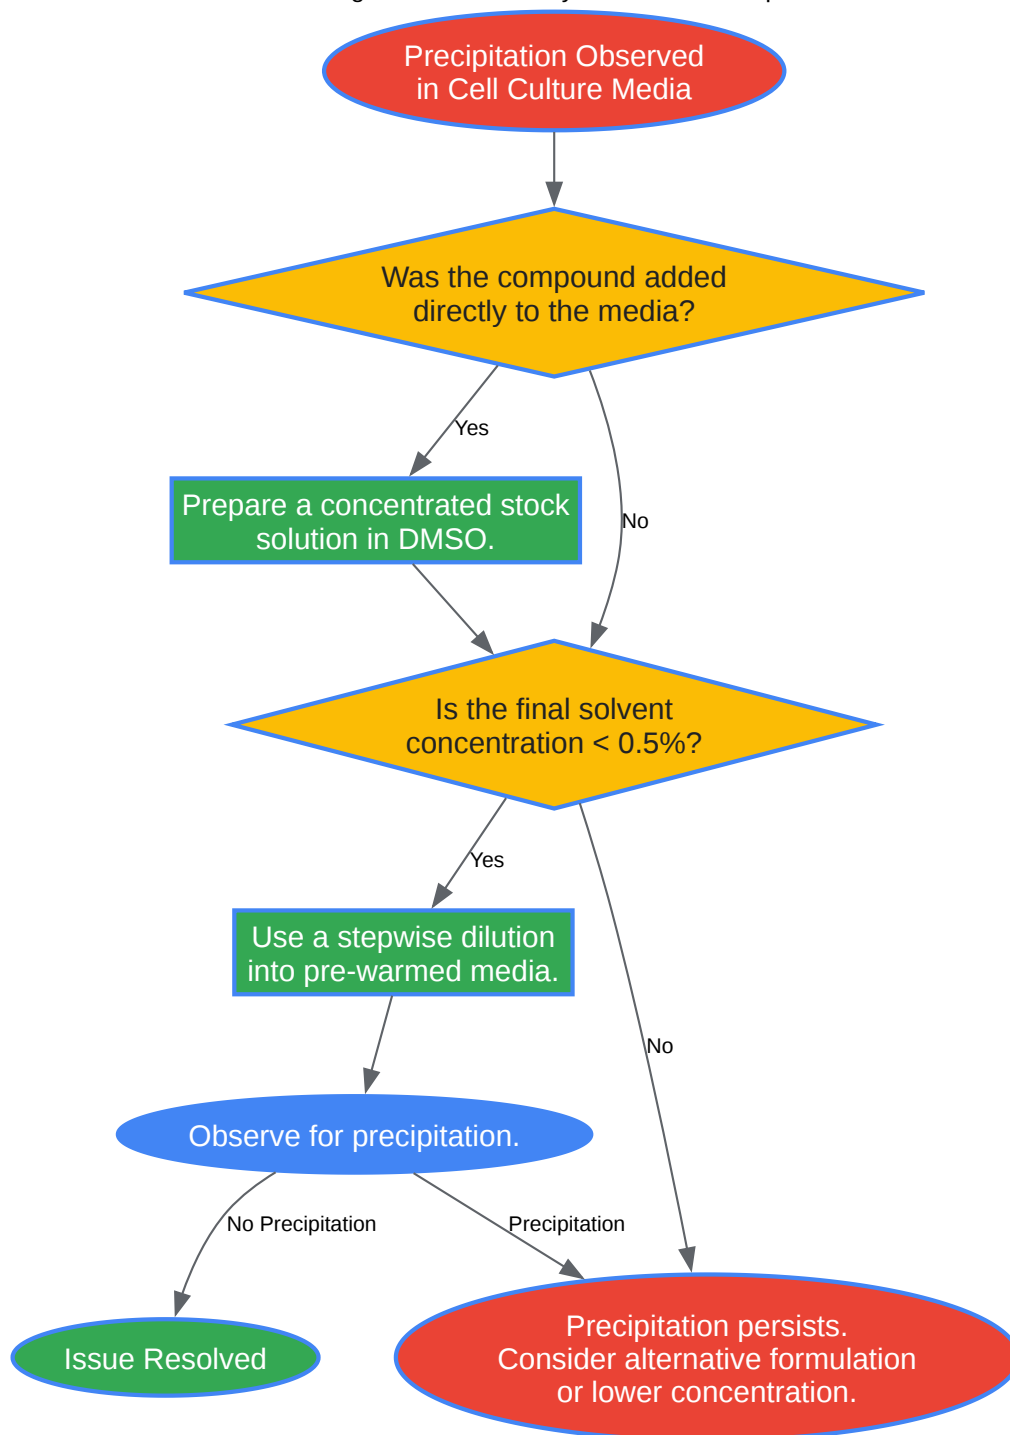 Precipitation Observed
in Cell Culture Media
Was the compound added
directly to the media?
Yes
Prepare a concentrated stock
solution in DMSO.
No
Is the final solvent
concentration < 0.5%?
Yes
Use a stepwise dilution
into pre-warmed media.
No
Observe for precipitation.
No Precipitation
Precipitation
Issue Resolved
Precipitation persists.
Consider alternative formulation
or lower concentration.